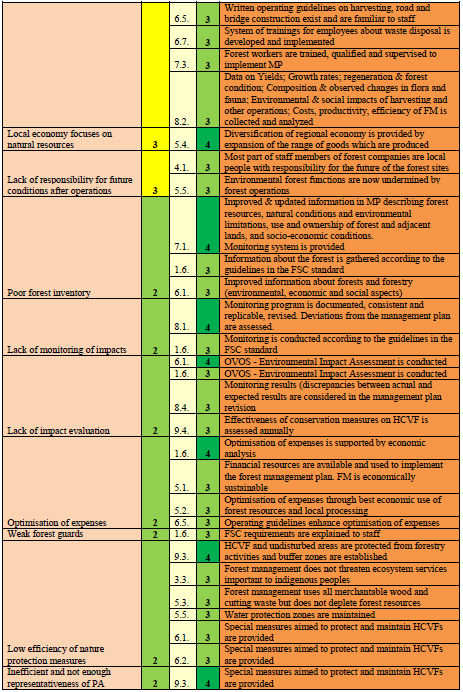 Written operating guidelines on harvesting, road and
6.5. 3 bridge construction exist and are familiar to staff
System of trainings for employees about waste disposal is
6.7. 3 developed and implemented
Forest workers are trained, qualified and supervised to
7.3. 3 implement MP
Data on Yields; Growth rates; regeneration & forest
condition; Composition & observed changes in flora and
fauna; Environmental & social impacts of harvesting and
other operations; Costs, productivity, efficiency of FM is
8.2. 3 collected and analyzed
Local economy focuses on Diversification of regional economy is provided by
natural resources 3 5.4. 4 expansion of the range of goods which are produced
Most part of staff members of forest companies are local
4.1. 3 people with responsibility for the future of the forest sites
Lack of responsibility for future Environmental forest functions are now undermined by
conditions after operations 3 5.5. 3 forest operations
Improved & updated information in MP describing forest
resources, natural conditions and environmental
limitations, use and ownership of forest and adjacent
lands, and socio-economic conditions.
7.1. 4 Monitoring system is provided
Information about the forest is gathered according to the
1.6. 3 guidelines in the FSC standard
Improved information about forests and forestry
Poor forest inventory 2 6.1. 3 (environmental, economic and social aspects)
Monitoring program is documented, consistent and
replicable, revised. Deviations from the management plan
8.1. 4 are assessed.
Monitoring is conducted according to the guidelines in the
Lack of monitoring of impacts 2 1.6. 3 FSC standard
6.1. 4 OVOS - Environmental Impact Assessment is conducted
1.6. 3 OVOS - Environmental Impact Assessment is conducted
Monitoring results (discrepancies between actual and
expected results are considered in the management plan
8.4. 3 revision
Effectiveness of conservation measures on HCVF is
Lack of impact evaluation 2 9.4. 3 assessed annually
Optimisation of expenses is supported by economic
1.6. 4 analysis
Financial resources are available and used to implement
the forest management plan. FM is economically
5.1. 3 sustainable
Optimisation of expenses through best economic use of
5.2. 3 forest resources and local processing
Optimisation of expenses 2 6.5. 3 Operating guidelines enhance optimisation of expenses
Weak forest guards 2 1.6. 3 FSC requirements are explained to staff
HCVF and undisturbed areas are protected from forestry
9.3. 4 activities and buffer zones are established
Forest management does not threaten ecosystem services
3.3. 3 important to indigenous peoples
Forest management uses all merchantable wood and
5.3. 3 cutting waste but does not deplete forest resources
5.5. 3 Water protection zones are maintained
Special measures aimed to protect and maintain HCVFs
6.1. 3 are provided
Low efficiency of nature Special measures aimed to protect and maintain HCVFs
protection measures 2 6.2. 3 are provided
Inefficient and not enough Special measures aimed to protect and maintain HCVFs
representativeness of PA 2 9.3. 4 are provided